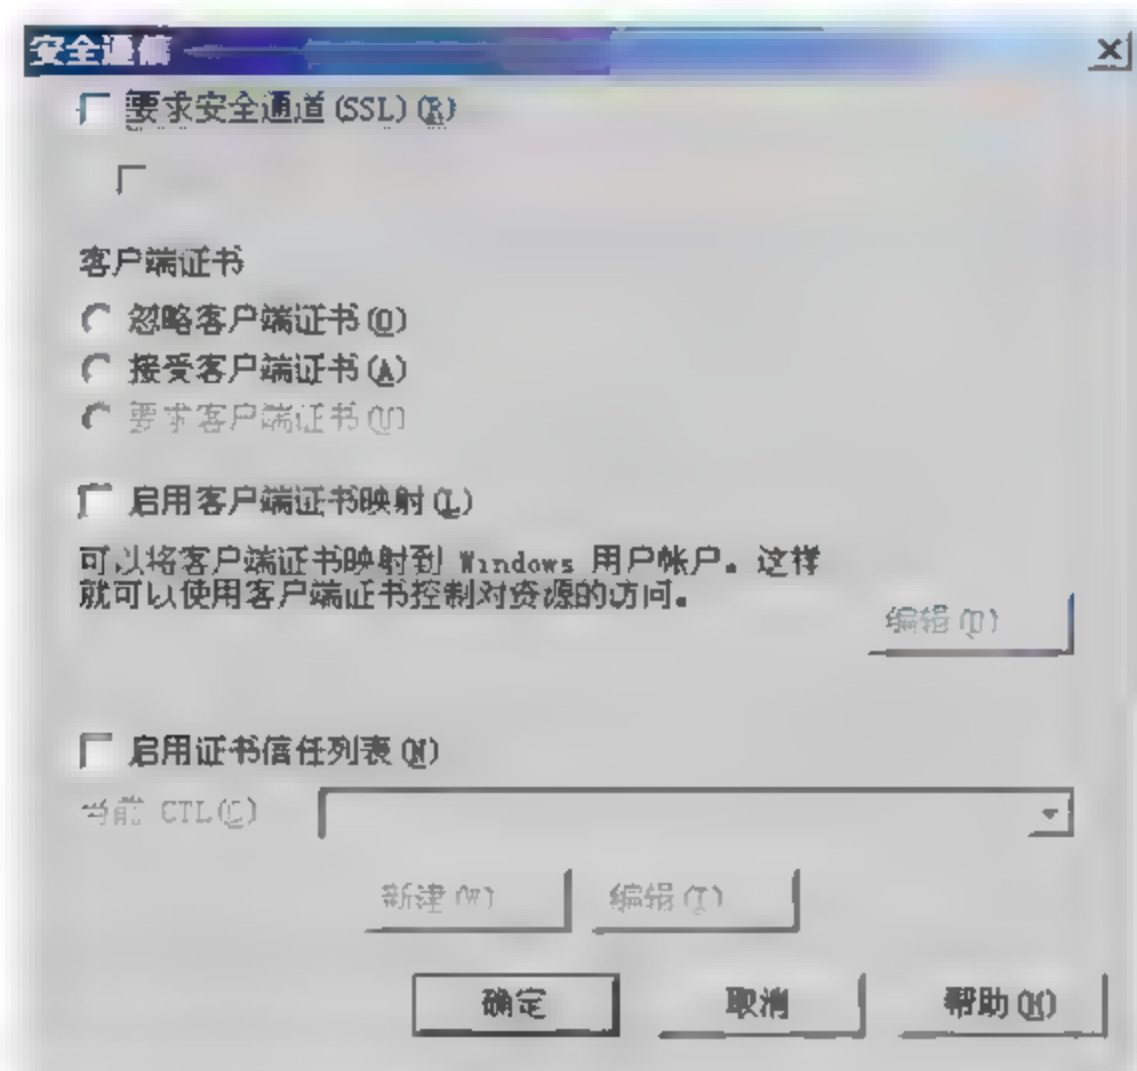 安全通信
要求安全通道(SSL)(R)
客户端证书
忽略客户端证书(O)
接受客户端证书(A)
要求客户端证书(U)
启用客户端证书映射(L)
可以将客户端证书映射到 Windows 用户帐户。这样
就可以使用客户端证书控制对资源的访问。
编辑(D)
启用证书信任列表(N)
当前 CTL(C)
新建(W) 编辑(T)
确定 取消 帮助(H)